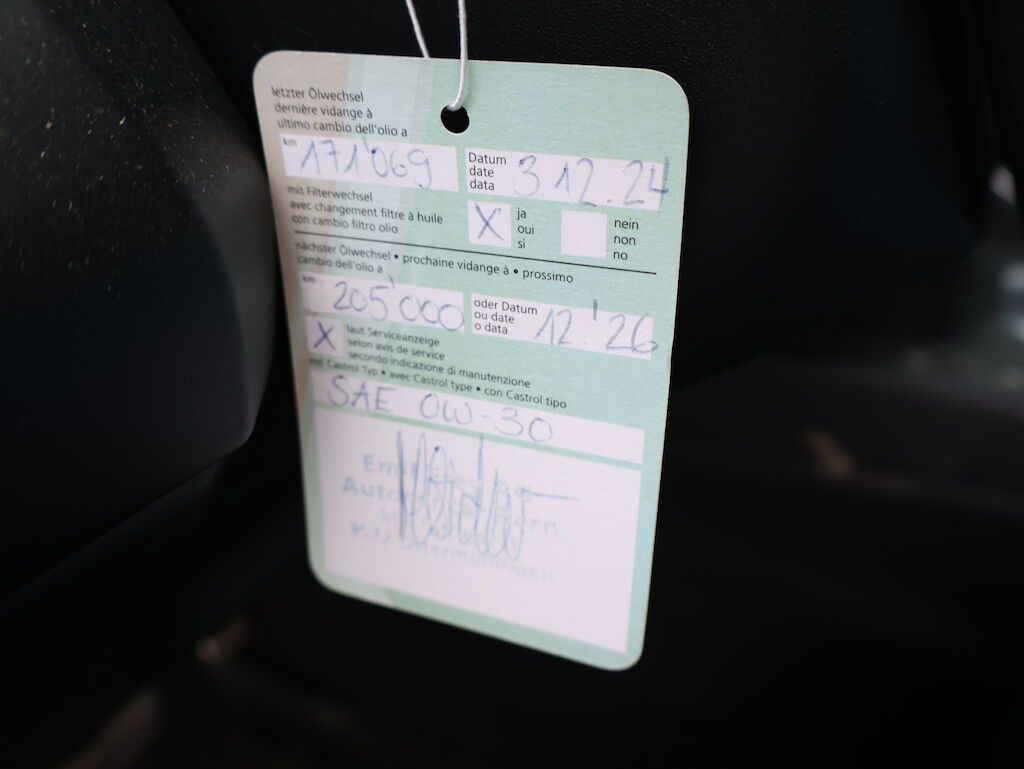 letzter Ölwechsel
dernière vidange à
ultimo cambio dell'olio a
km 171'069
Datum 3.12.24
date
data
mit Filterwechsel
avec changement filtre à huile
con cambio filtro olio
X ja
oui
si
nein
non
no
nächster Ölwechsel • prochaine vidange à • prossimo
cambio dell'olio a
km 205'000
oder Datum
ou date 12'26
o data
X laut Serviceanzeige
selon avis de service
secondo indicazione di manutenzione
mit Castrol Typ • avec Castrol type • con Castrol tipo
SAE 0W-30